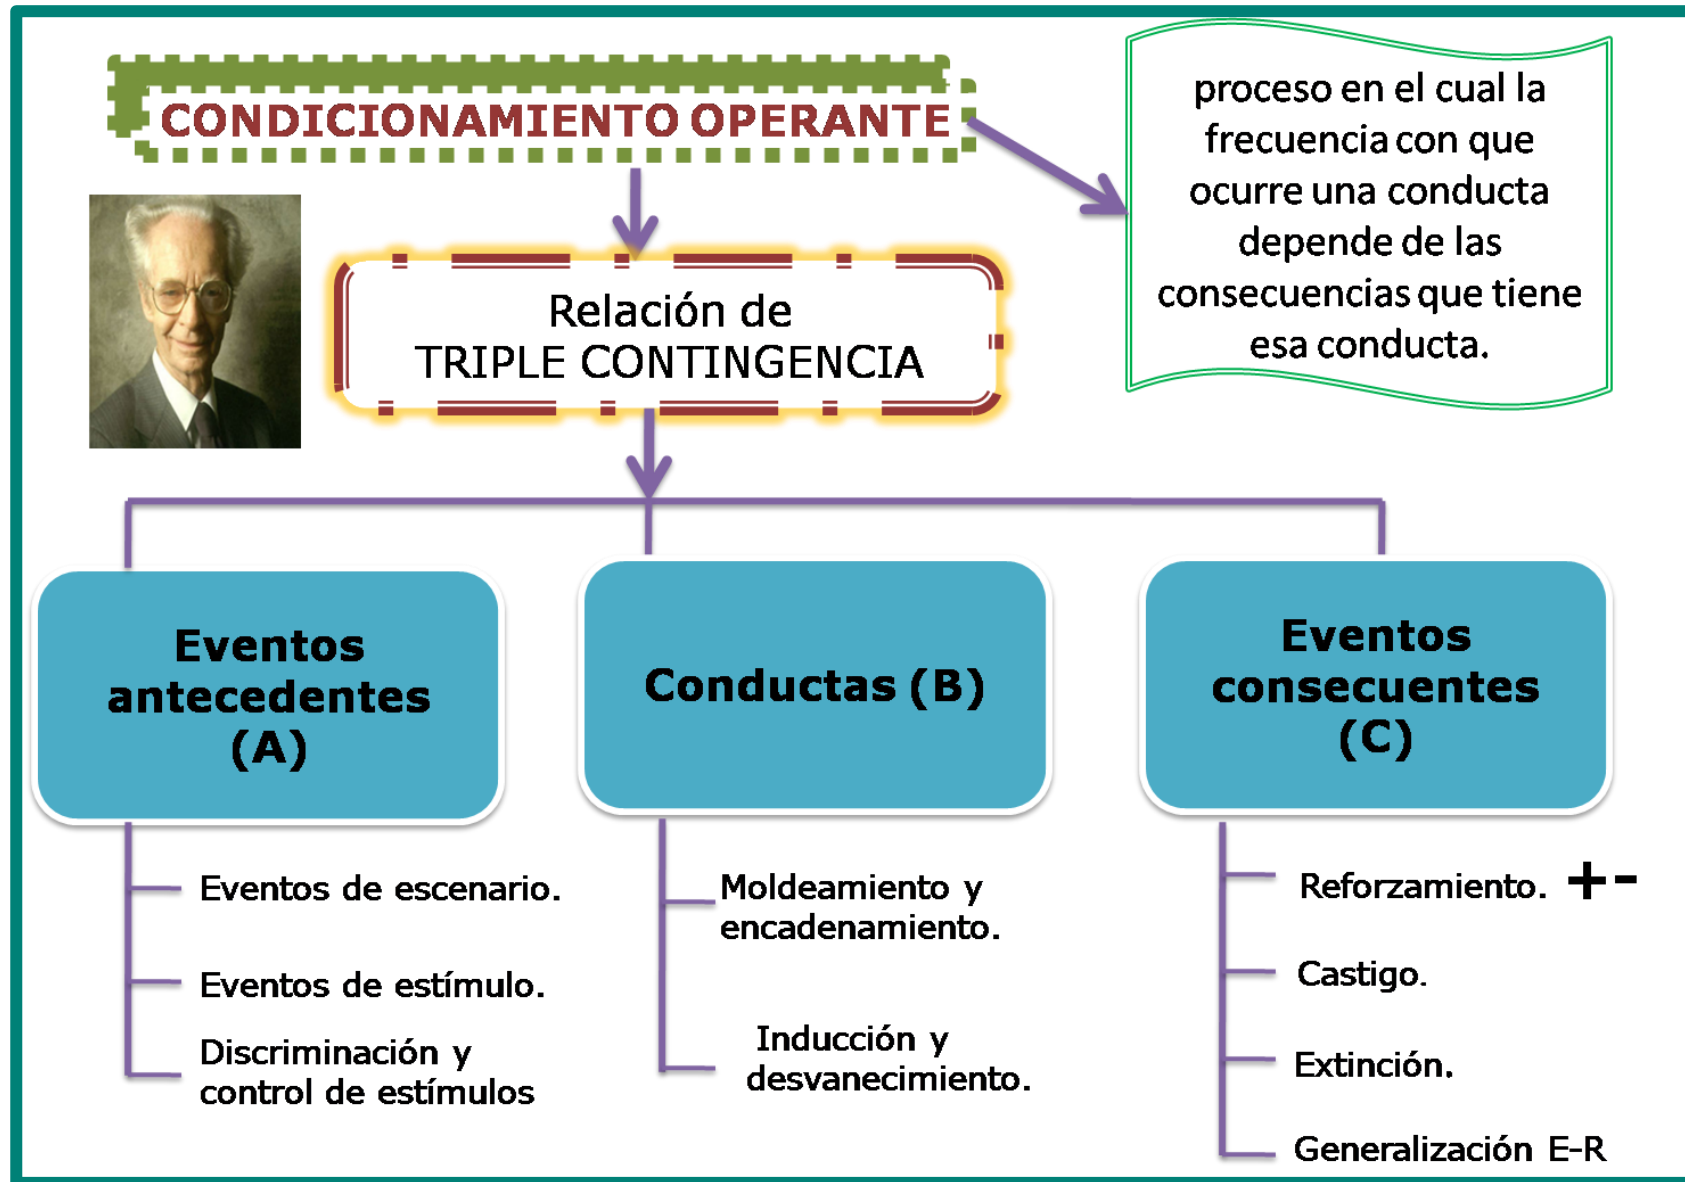 CONDICIONAMIENTO OPERANTE
proceso en el cual la
frecuencia con que
ocurre una conducta
depende de las
consecuencias que tiene
esa conducta.
Relación de
TRIPLE CONTINGENCIA
Eventos
antecedentes
(A)
Eventos de escenario.
Eventos de estímulo.
Discriminación y
control de estímulos
Conductas (B)
Moldeamiento y
encadenamiento.
Inducción y
desvanecimiento.
Eventos
consecuentes
(C)
Reforzamiento. +-
Castigo.
Extinción.
Generalización E-R